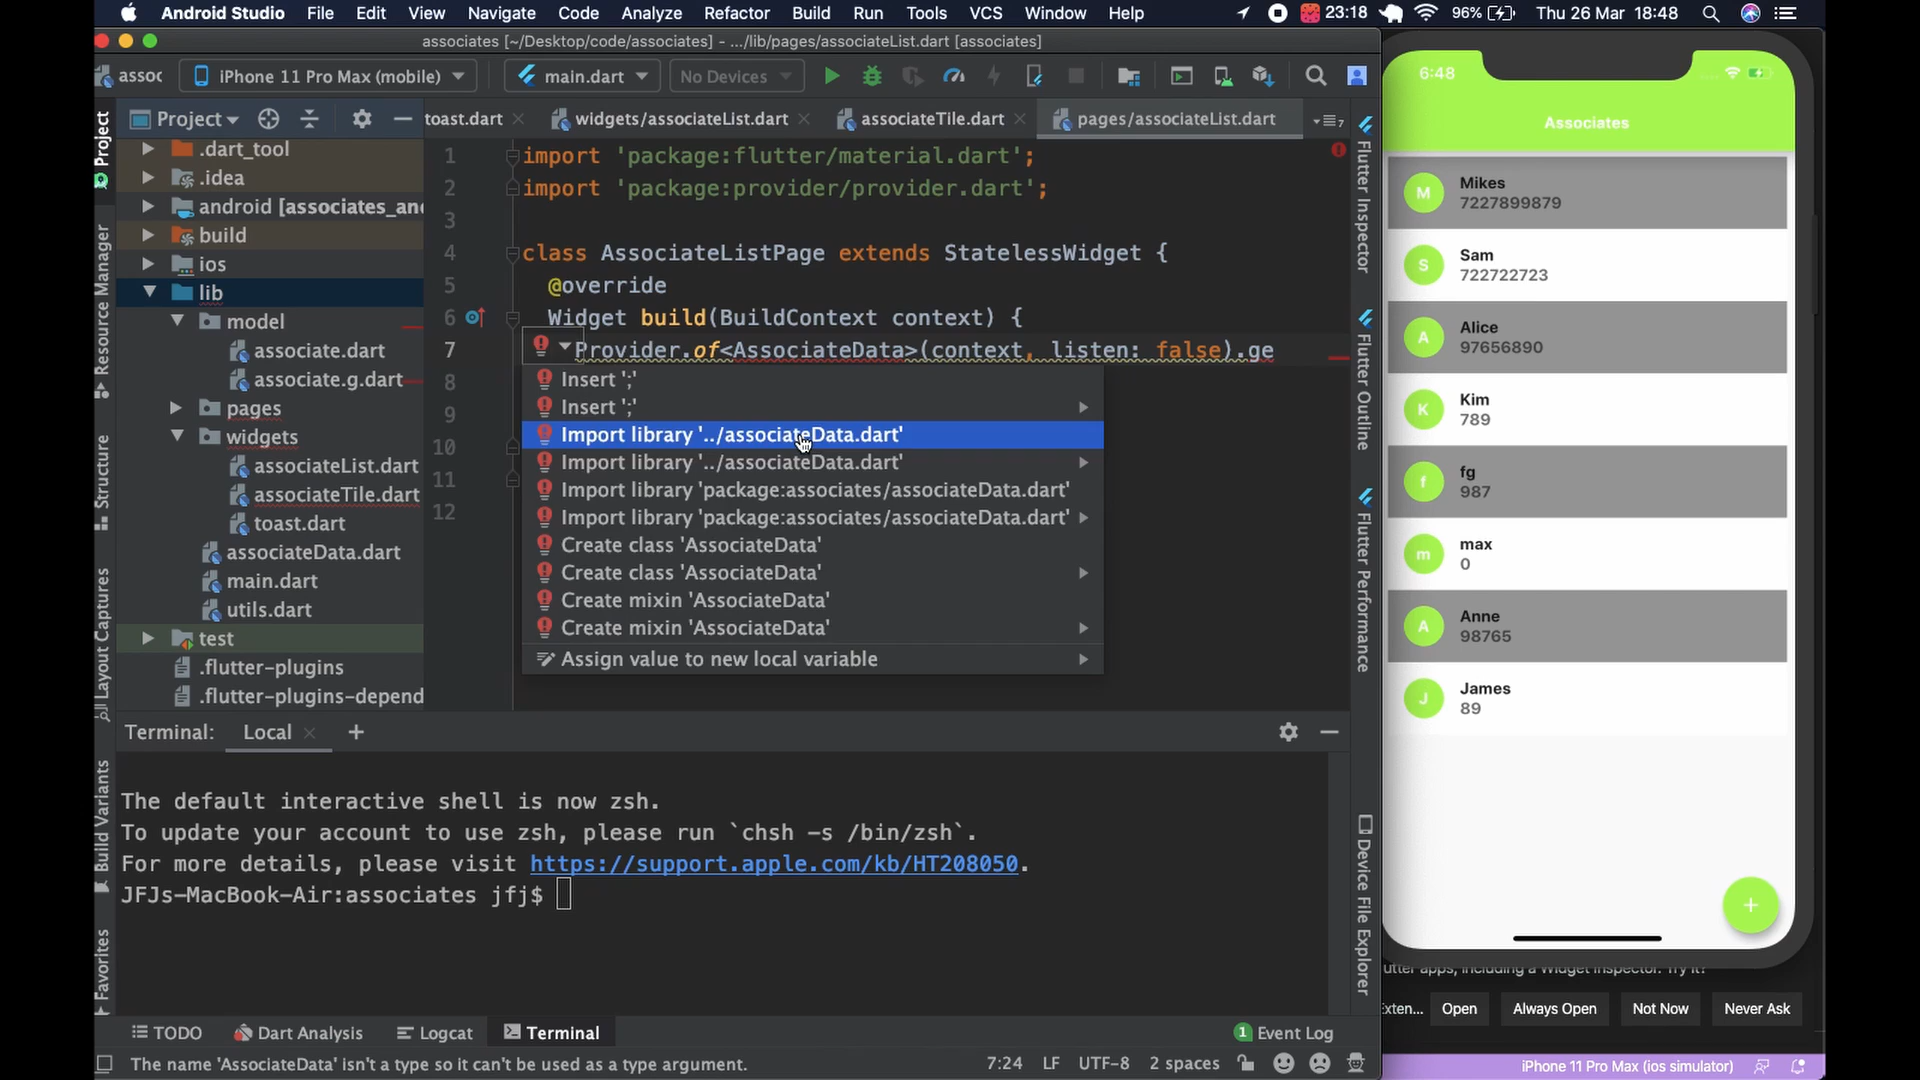 Android Studio File Edit View Navigate Code Analyze Refactor Build Run Tools VCS Window Help 23:18 96% Thu 26 Mar 18:48
associates [~/Desktop/code/associates] - .../lib/pages/associateList.dart [associates]
assoc iPhone 11 Pro Max (mobile) main.dart No Devices
Project toast.dart widgets/associateList.dart associateTile.dart pages/associateList.dart 7
Project
Resource Manager
Structure
Layout Captures
Build Variants
Favorites
.dart_tool
.idea
android [associates_an
build
ios
lib
model
associate.dart
associate.g.dart
pages
widgets
associateList.dart
associateTile.dart
toast.dart
associateData.dart
main.dart
utils.dart
test
.flutter-plugins
.flutter-plugins-depend
1 import 'package:flutter/material.dart';
2 import 'package:provider/provider.dart';
3
4 class AssociateListPage extends StatelessWidget {
5 @override
6 Widget build(BuildContext context) {
7 Provider.of<AssociateData>(context, listen: false).ge
8
9
10
11
12
Insert ';'
Insert ';'
Import library '../associateData.dart'
Import library '../associateData.dart'
Import library 'package:associates/associateData.dart'
Import library 'package:associates/associateData.dart'
Create class 'AssociateData'
Create class 'AssociateData'
Create mixin 'AssociateData'
Create mixin 'AssociateData'
Assign value to new local variable
Flutter Inspector
Flutter Outline
Flutter Performance
Device File Explorer
Terminal: Local
The default interactive shell is now zsh.
To update your account to use zsh, please run `chsh -s /bin/zsh`.
For more details, please visit https://support.apple.com/kb/HT208050.
JFJs-MacBook-Air:associates jfj$
TODO Dart Analysis Logcat Terminal 1 Event Log
The name 'AssociateData' isn't a type so it can't be used as a type argument. 7:24 LF UTF-8 2 spaces
6:48
Associates
M Mikes
7227899879
S Sam
722722723
A Alice
97656890
K Kim
789
f fg
987
m max
0
A Anne
98765
J James
89
+
utter apps, including a Widget Inspector. Try it?
Exten... Open Always Open Not Now Never Ask
iPhone 11 Pro Max (ios simulator)